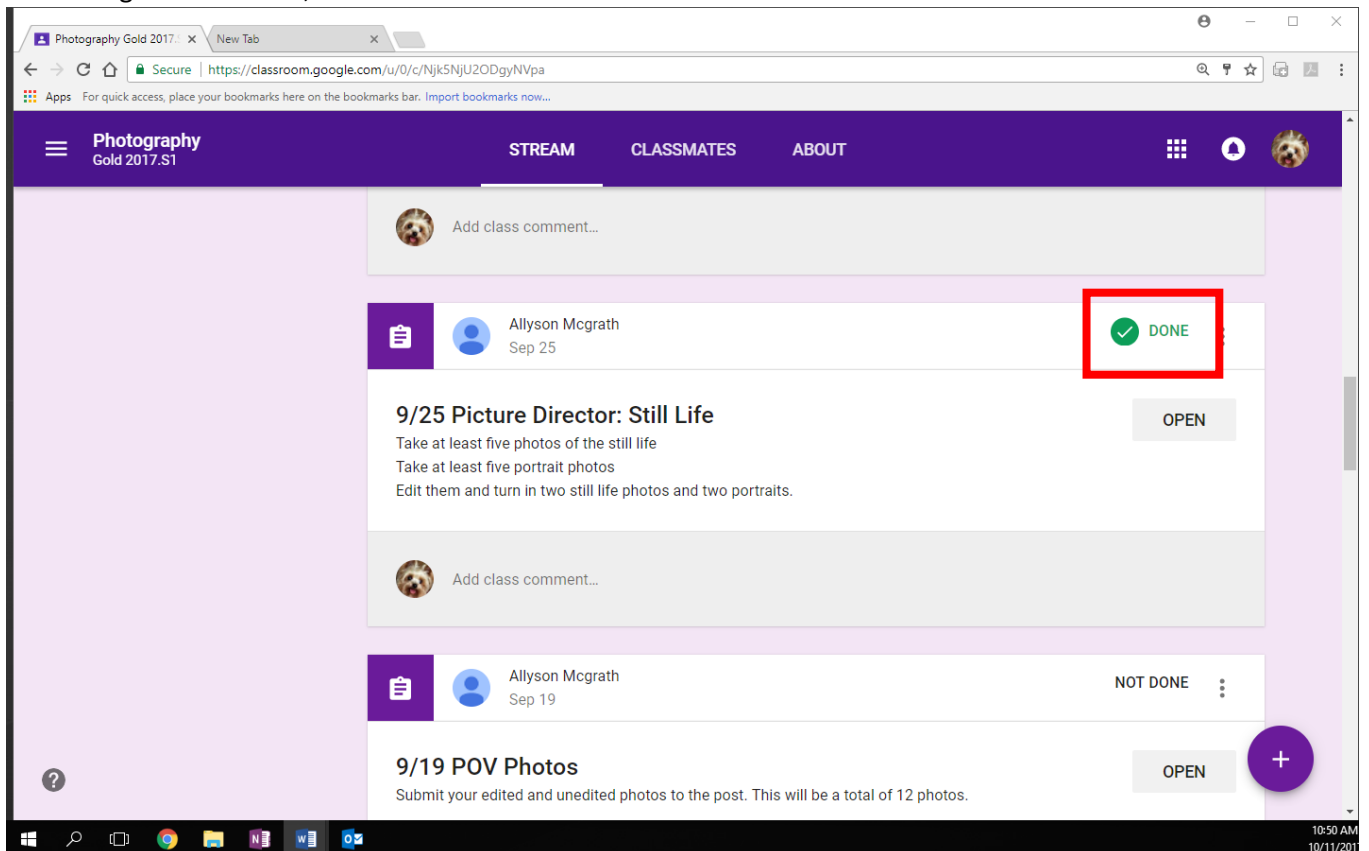 Photography Gold 2017.
New Tab
Secure | https://classroom.google.com/u/0/c/Njk5NjU2ODgyNVpa
Apps For quick access, place your bookmarks here on the bookmarks bar. Import bookmarks now...
Photography
Gold 2017.S1
STREAM CLASSMATES ABOUT
Add class comment...
Allyson Mcgrath
Sep 25
DONE
9/25 Picture Director: Still Life
OPEN
Take at least five photos of the still life
Take at least five portrait photos
Edit them and turn in two still life photos and two portraits.
Add class comment...
Allyson Mcgrath
Sep 19
NOT DONE
9/19 POV Photos
OPEN
Submit your edited and unedited photos to the post. This will be a total of 12 photos.
10:50 AM
10/11/201